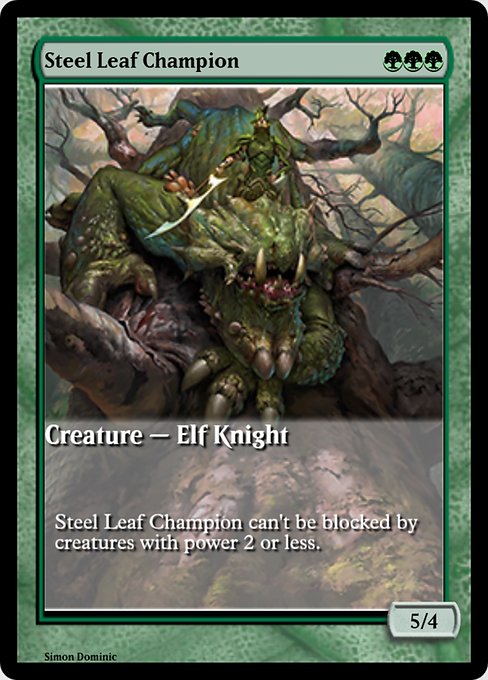 Steel Leaf Champion
Creature — Elf Knight
Steel Leaf Champion can't be blocked by
creatures with power 2 or less.
5/4
Simon Dominic